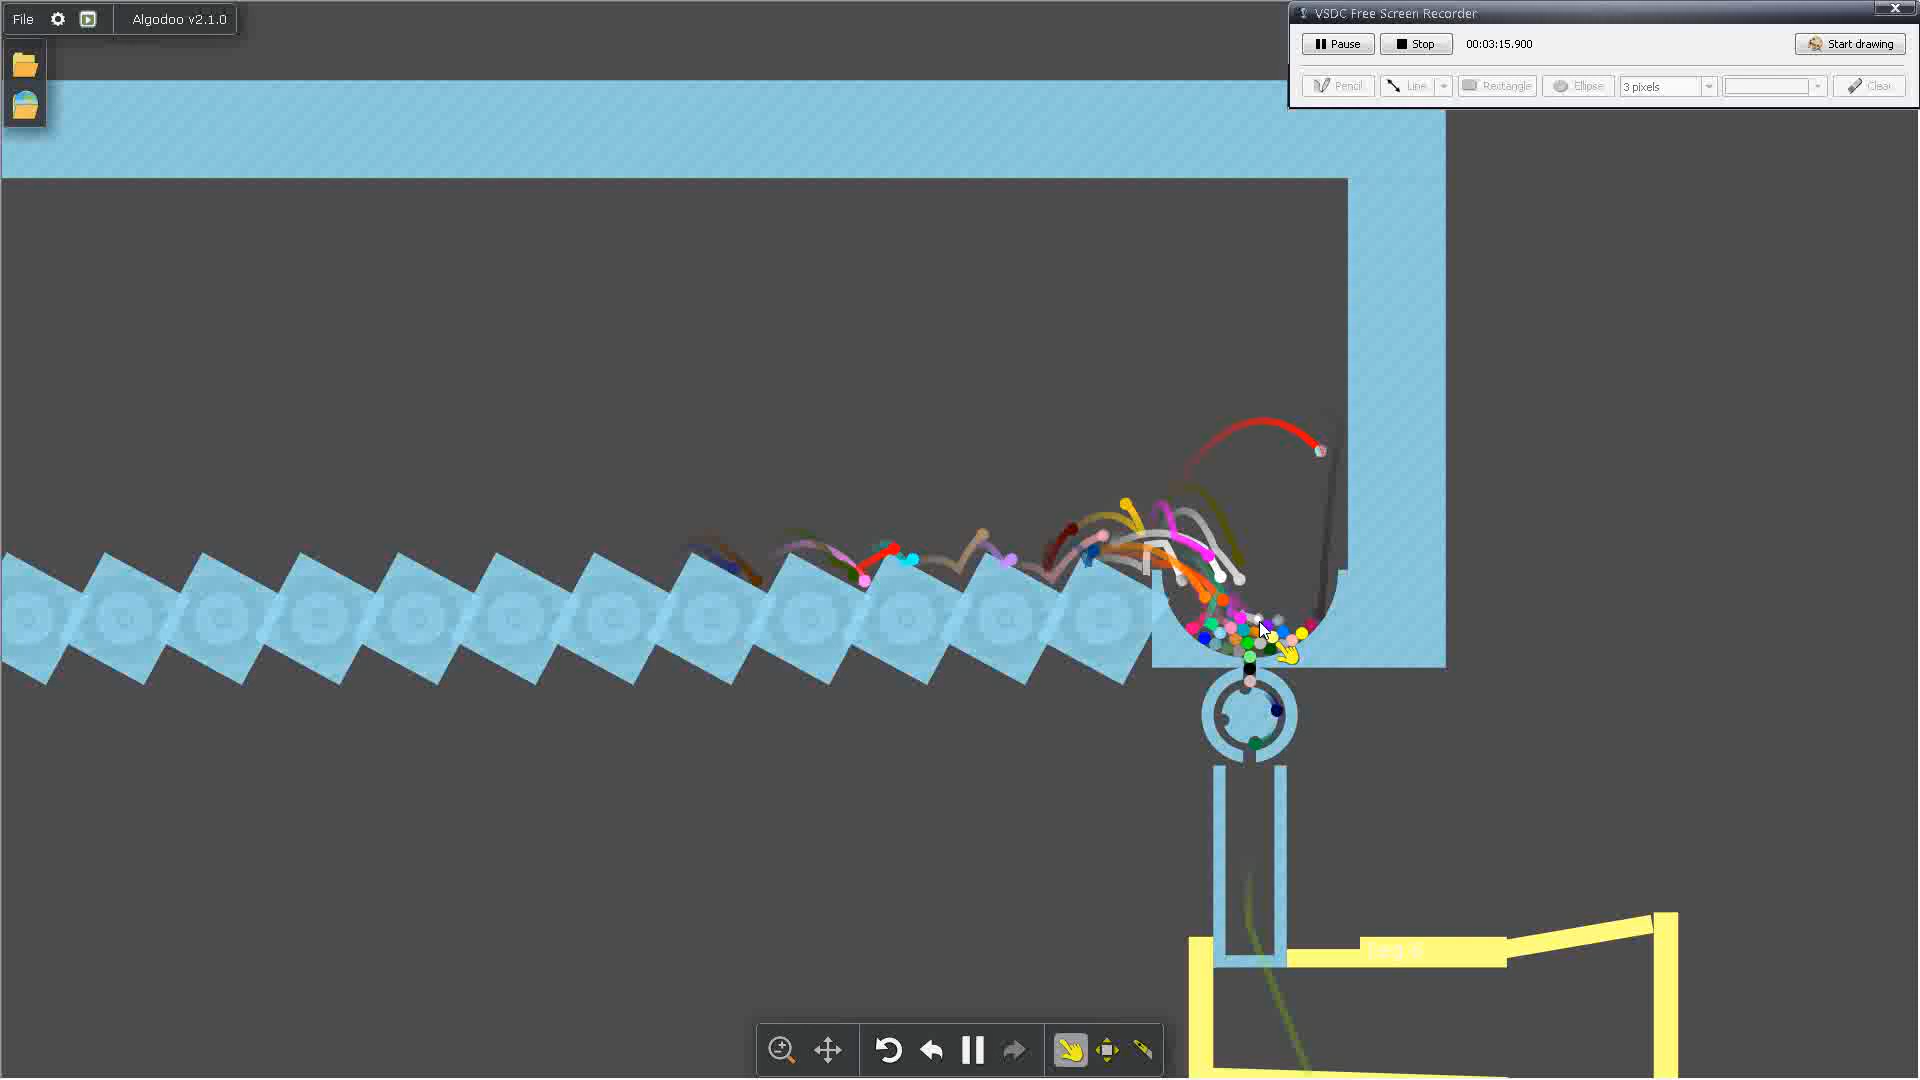 File
Algodoo v2.1.0
VSDC Free Screen Recorder
Pause
Stop
00:03:15.900
Start drawing
Pencil
Line
Rectangle
Ellipse
3 pixels
Clear